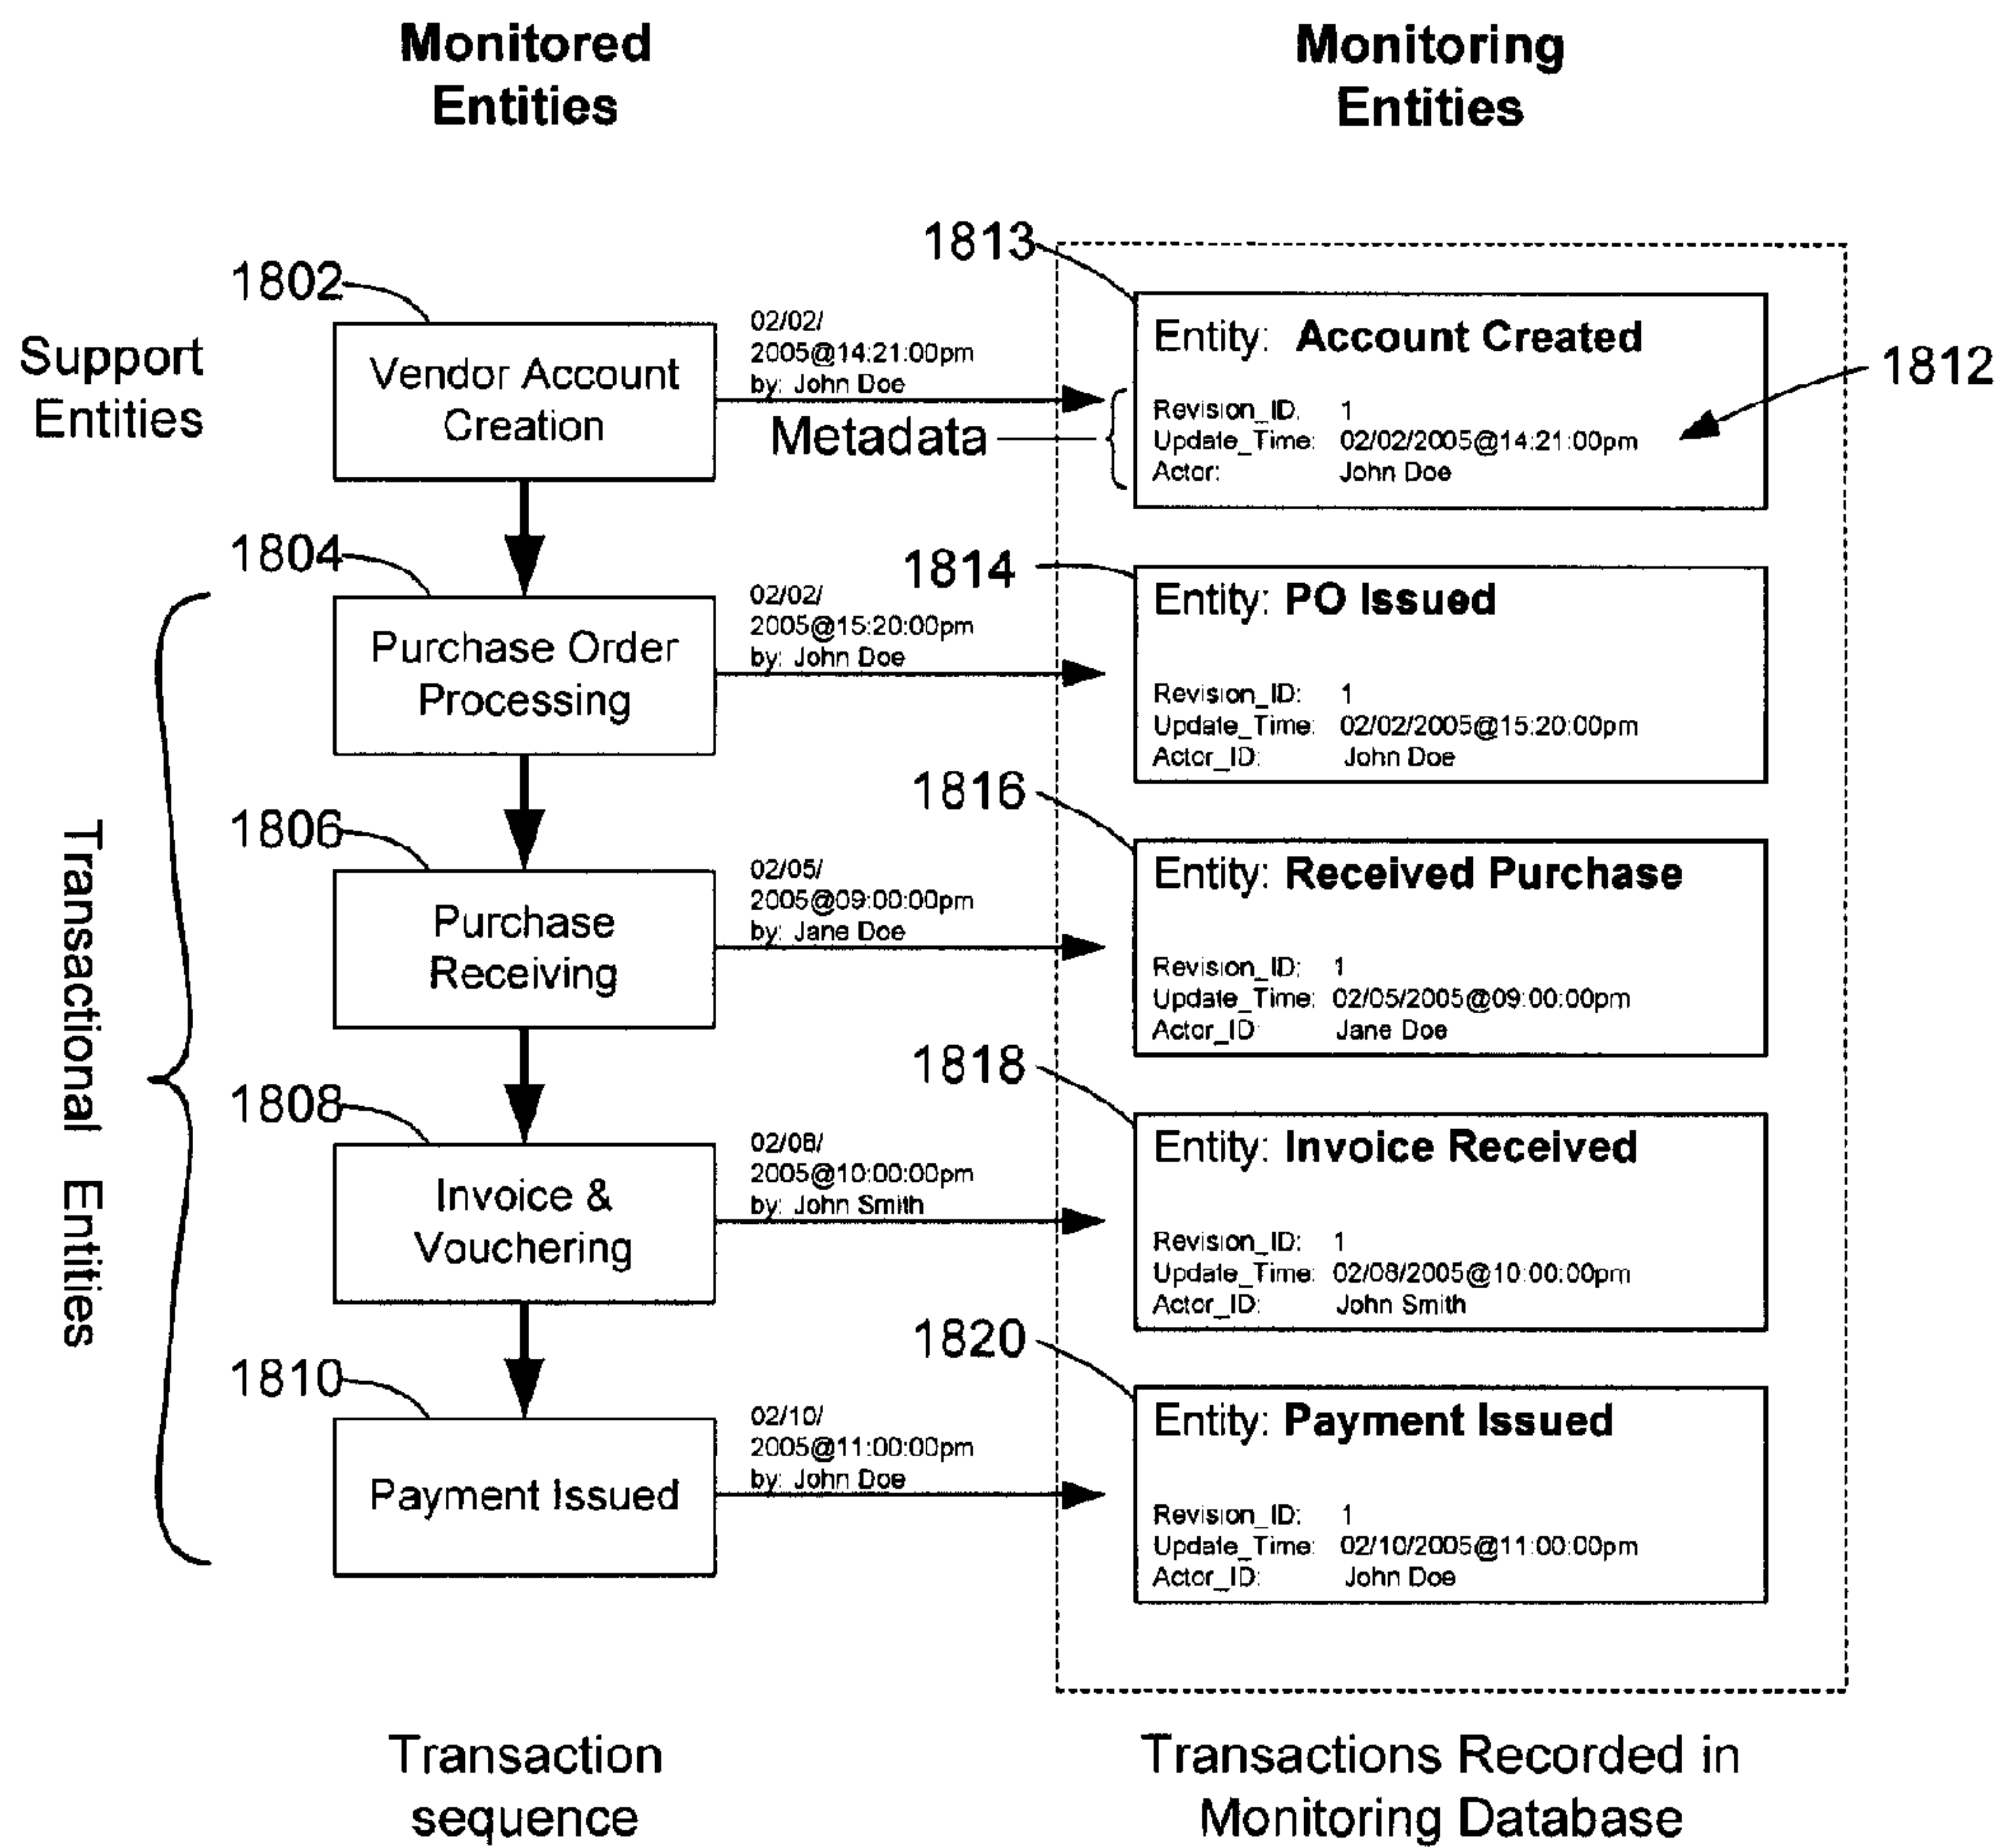 Monitored
Entities
Monitoring
Entities
1813
1802
Support
Entities
Vendor Account
Creation
02/02/
2005@14:21:00pm
by: John Doe
Metadata
Entity: Account Created
Revision_ID: 1
Update_Time: 02/02/2005@14:21:00pm
Actor: John Doe
1812
1804
1814
Purchase Order
Processing
02/02/
2005@15:20:00pm
by: John Doe
Entity: PO Issued
Revision_ID: 1
Update_Time: 02/02/2005@15:20:00pm
Actor_ID: John Doe
Transactional Entities
1806
1816
Purchase
Receiving
02/05/
2005@09:00:00pm
by: Jane Doe
Entity: Received Purchase
Revision_ID: 1
Update_Time: 02/05/2005@09:00:00pm
Actor_ID: Jane Doe
1808
1818
Invoice &
Vouchering
02/08/
2005@10:00:00pm
by: John Smith
Entity: Invoice Received
Revision_ID: 1
Update_Time: 02/08/2005@10:00:00pm
Actor_ID: John Smith
1810
1820
Payment Issued
02/10/
2005@11:00:00pm
by: John Doe
Entity: Payment Issued
Revision_ID: 1
Update_Time: 02/10/2005@11:00:00pm
Actor_ID: John Doe
Transaction
sequence
Transactions Recorded in
Monitoring Database